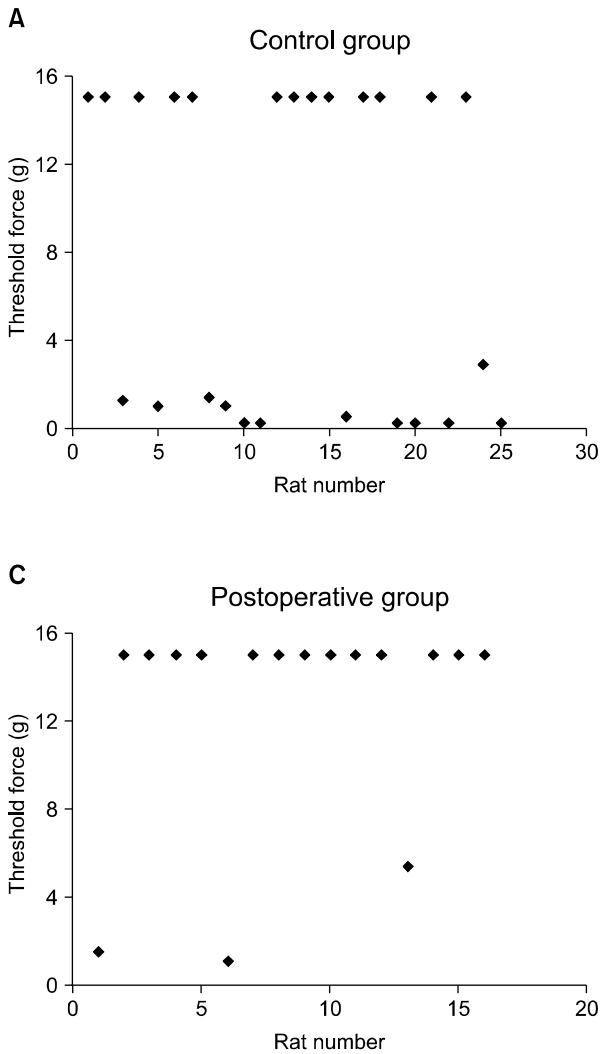 A
Control group
16
12
8
4
0
Threshold force (g)
0 5 10 15 20 25 30
Rat number
C
Postoperative group
16
12
8
4
0
Threshold force (g)
0 5 10 15 20
Rat number